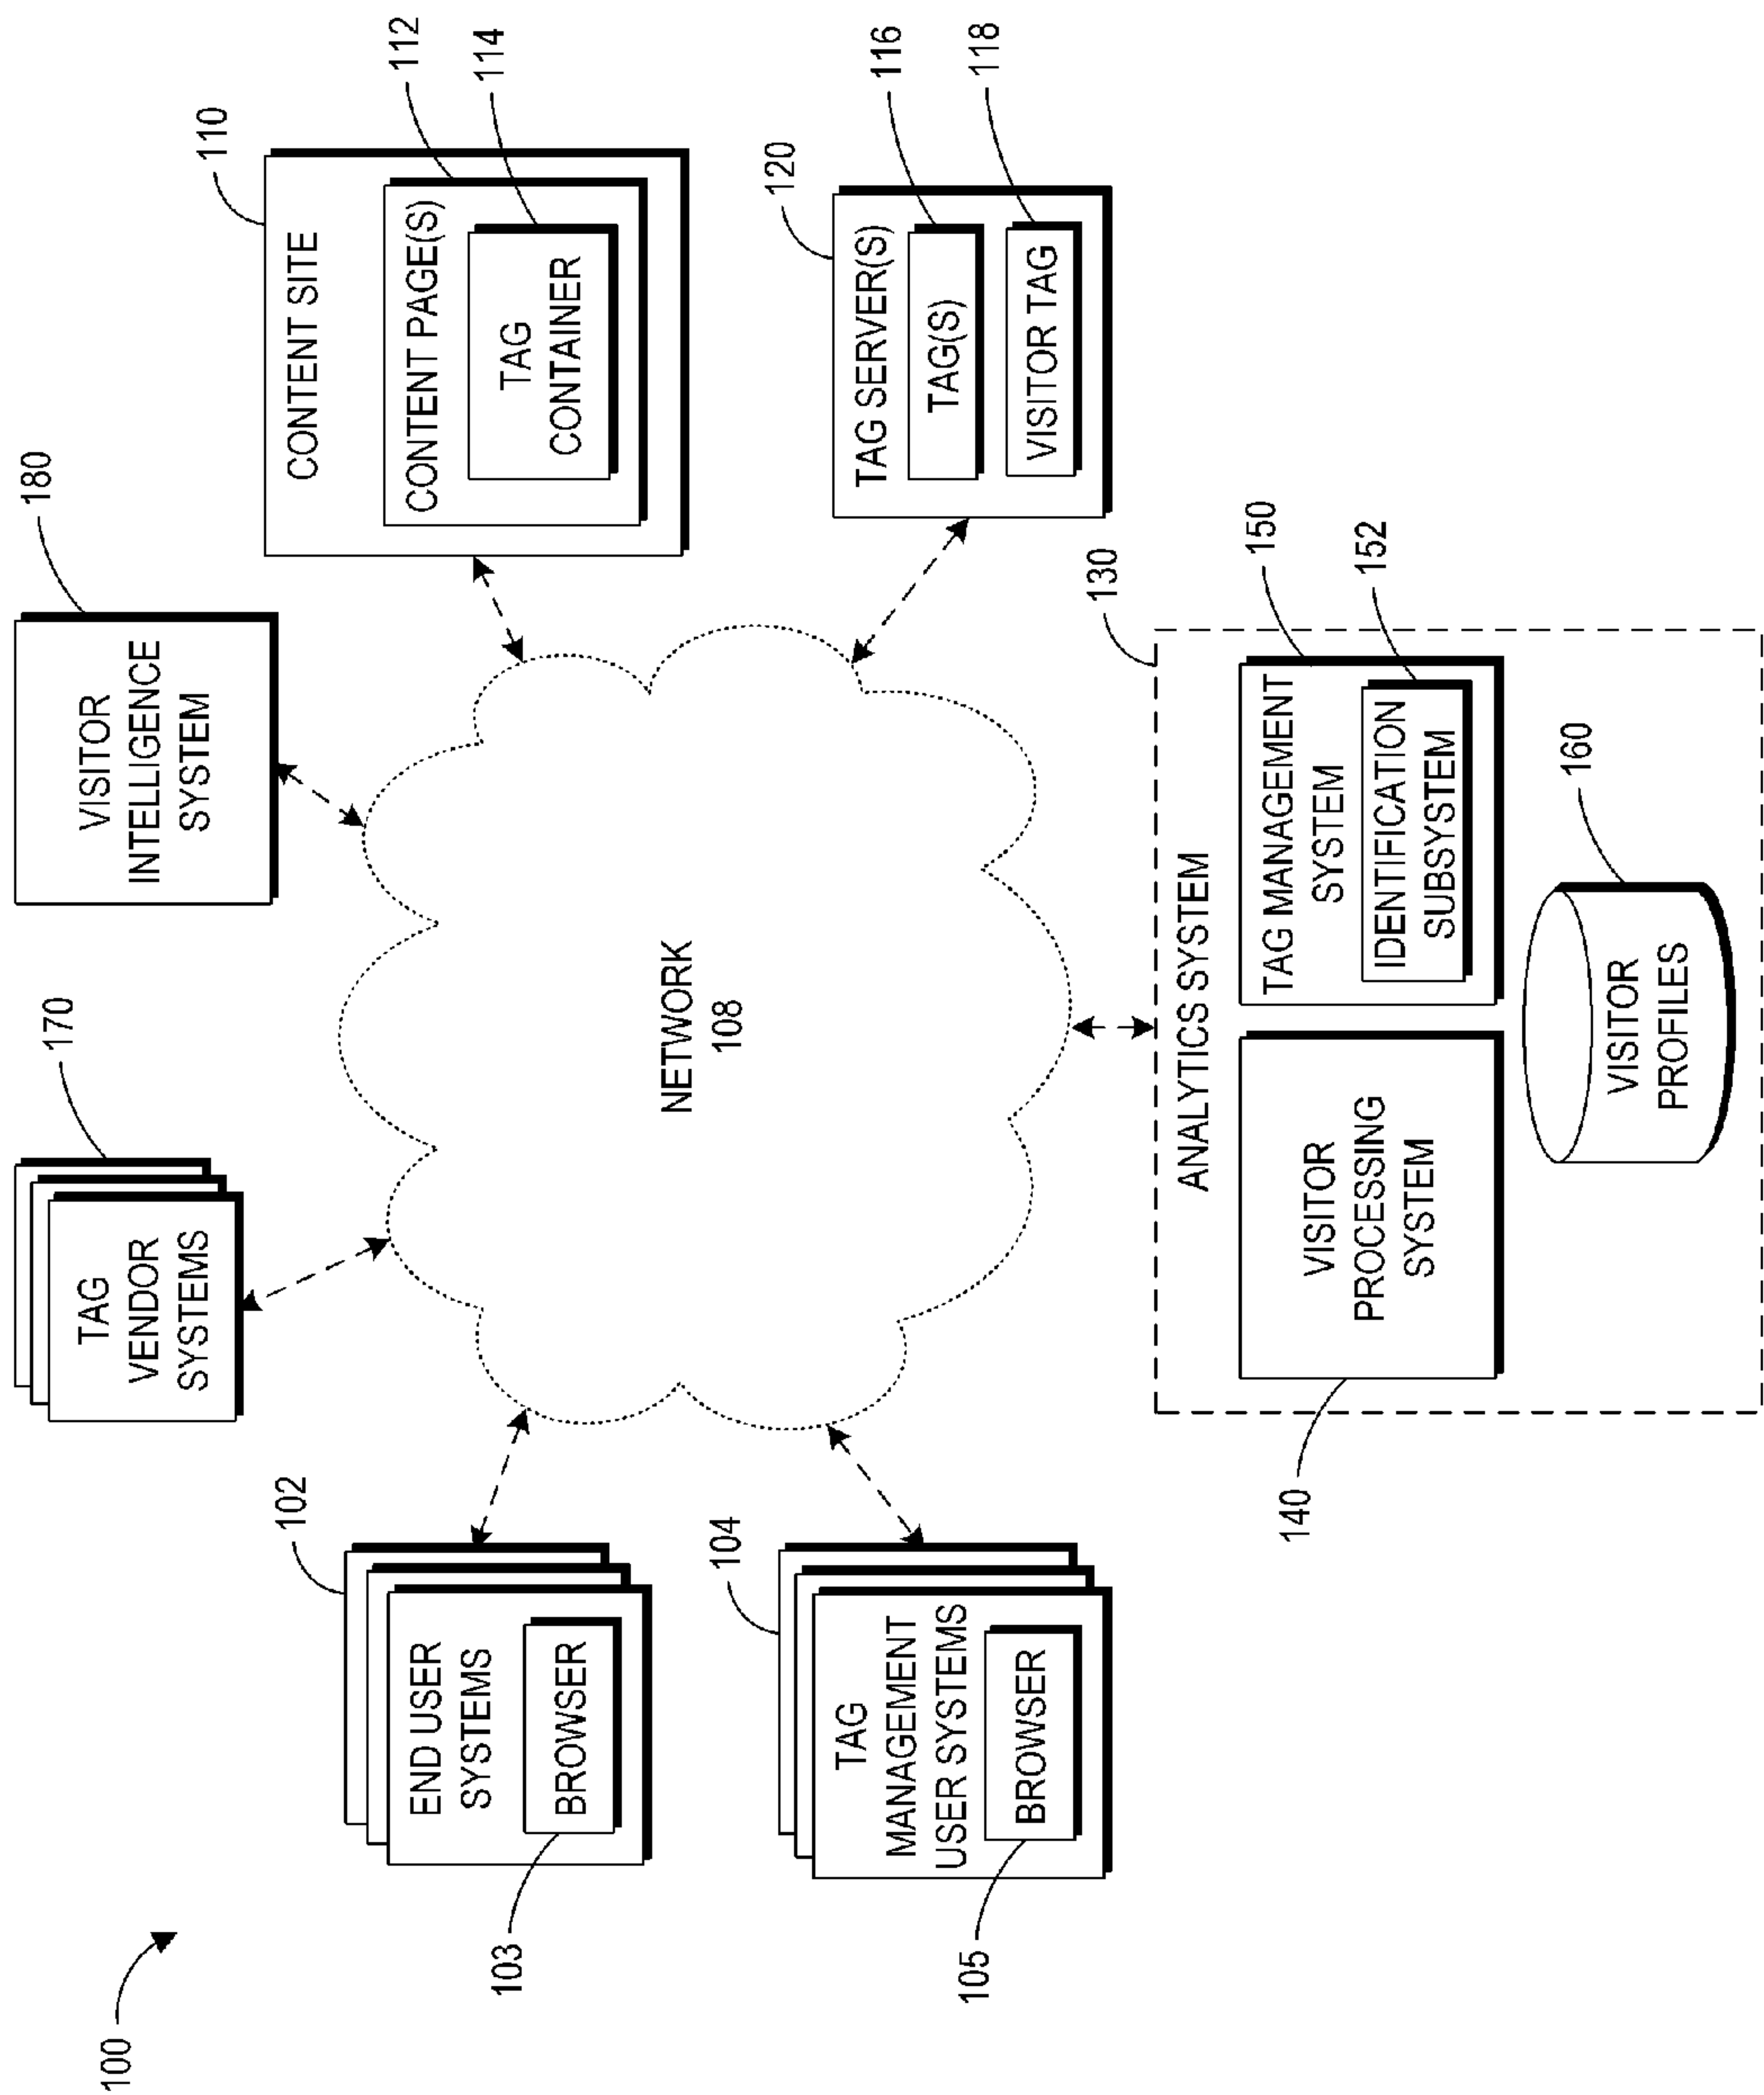 100
170
TAG
VENDOR
SYSTEMS
180
VISITOR
INTELLIGENCE
SYSTEM
102
END USER
SYSTEMS
BROWSER
103
110
CONTENT SITE
112
CONTENT PAGE(S)
114
TAG
CONTAINER
NETWORK
108
104
TAG
MANAGEMENT
USER SYSTEMS
BROWSER
105
120
TAG SERVER(S)
116
TAG(S)
118
VISITOR TAG
130
ANALYTICS SYSTEM
140
VISITOR
PROCESSING
SYSTEM
150
TAG MANAGEMENT
SYSTEM
152
IDENTIFICATION
SUBSYSTEM
160
VISITOR
PROFILES